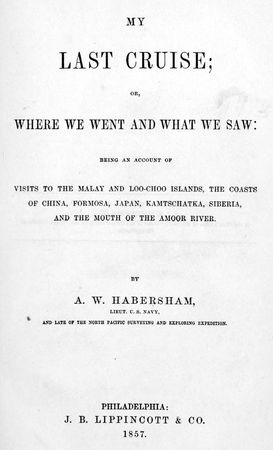 MY
LAST CRUISE;
OR,
WHERE WE WENT AND WHAT WE SAW:
BEING AN ACCOUNT OF
VISITS TO THE MALAY AND LOO-CHOO ISLANDS, THE COASTS
OF CHINA, FORMOSA, JAPAN, KAMTSCHATKA, SIBERIA,
AND THE MOUTH OF THE AMOOR RIVER.
BY
A. W. HABERSHAM,
LIEUT. U. S. NAVY,
AND LATE OF THE NORTH PACIFIC SURVEYING AND EXPLORING EXPEDITION.
PHILADELPHIA:
J. B. LIPPINCOTT & CO.
1857.